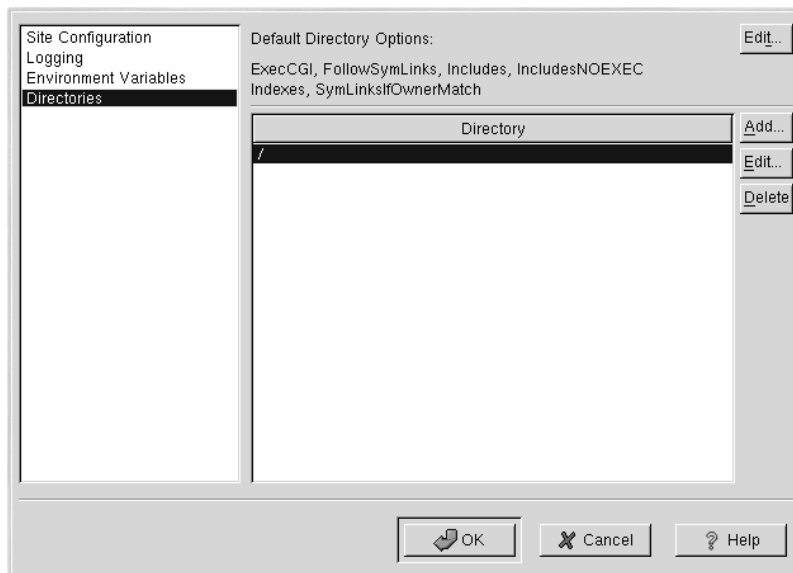 Site Configuration
Logging
Environment Variables
Directories
Default Directory Options:
Edit...
ExecCGI, FollowSymLinks, Includes, IncludesNOEXEC
Indexes, SymLinksIfOwnerMatch
Directory
/
Add...
Edit...
Delete
OK
Cancel
Help